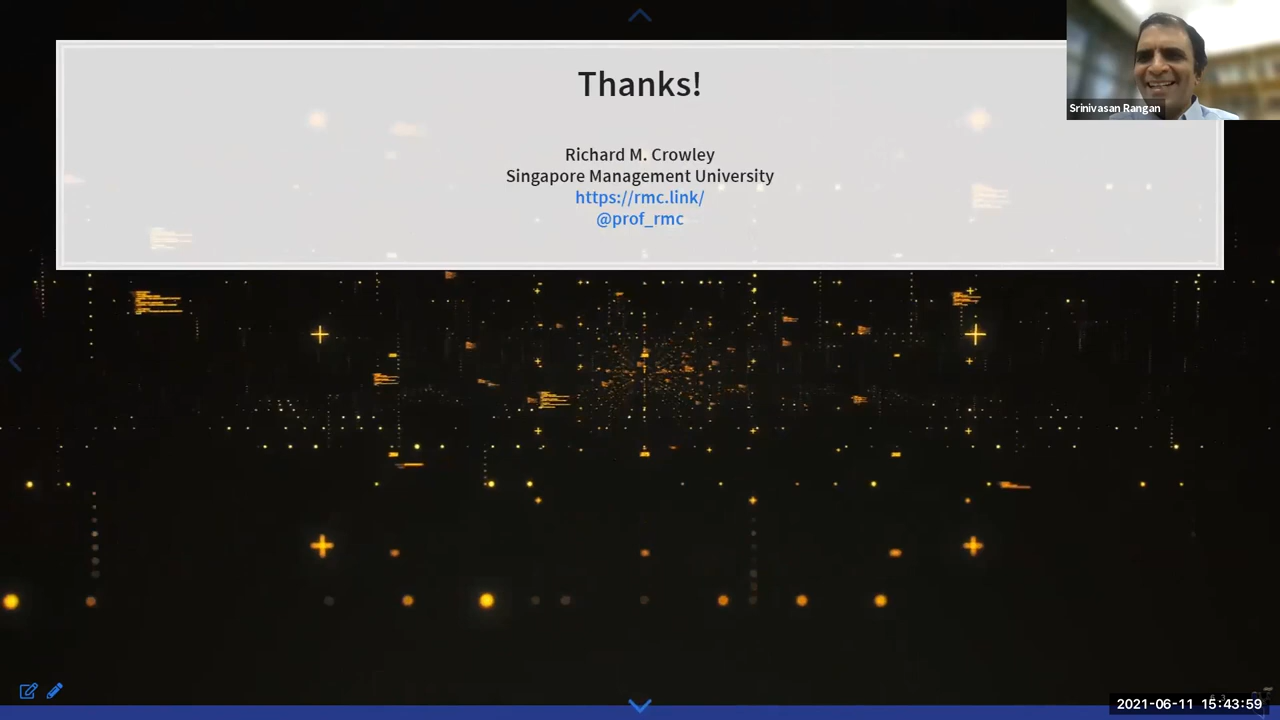 Thanks!
Srinivasan Rangan
Richard M. Crowley
Singapore Management University
https://rmc.link/
@prof_rmc
2021-06-11 15:43:59